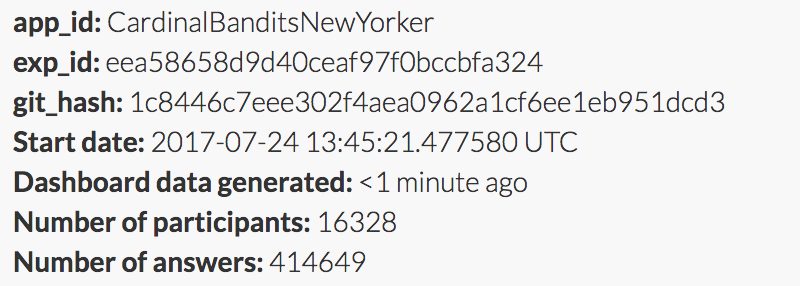 app_id: CardinalBanditsNewYorker
exp_id: eea58658d9d40ceaf97f0bccbfa324
git_hash: 1c8446c7eee302f4aea0962a1cf6ee1eb951dcd3
Start date: 2017-07-24 13:45:21.477580 UTC
Dashboard data generated: <1 minute ago
Number of participants: 16328
Number of answers: 414649